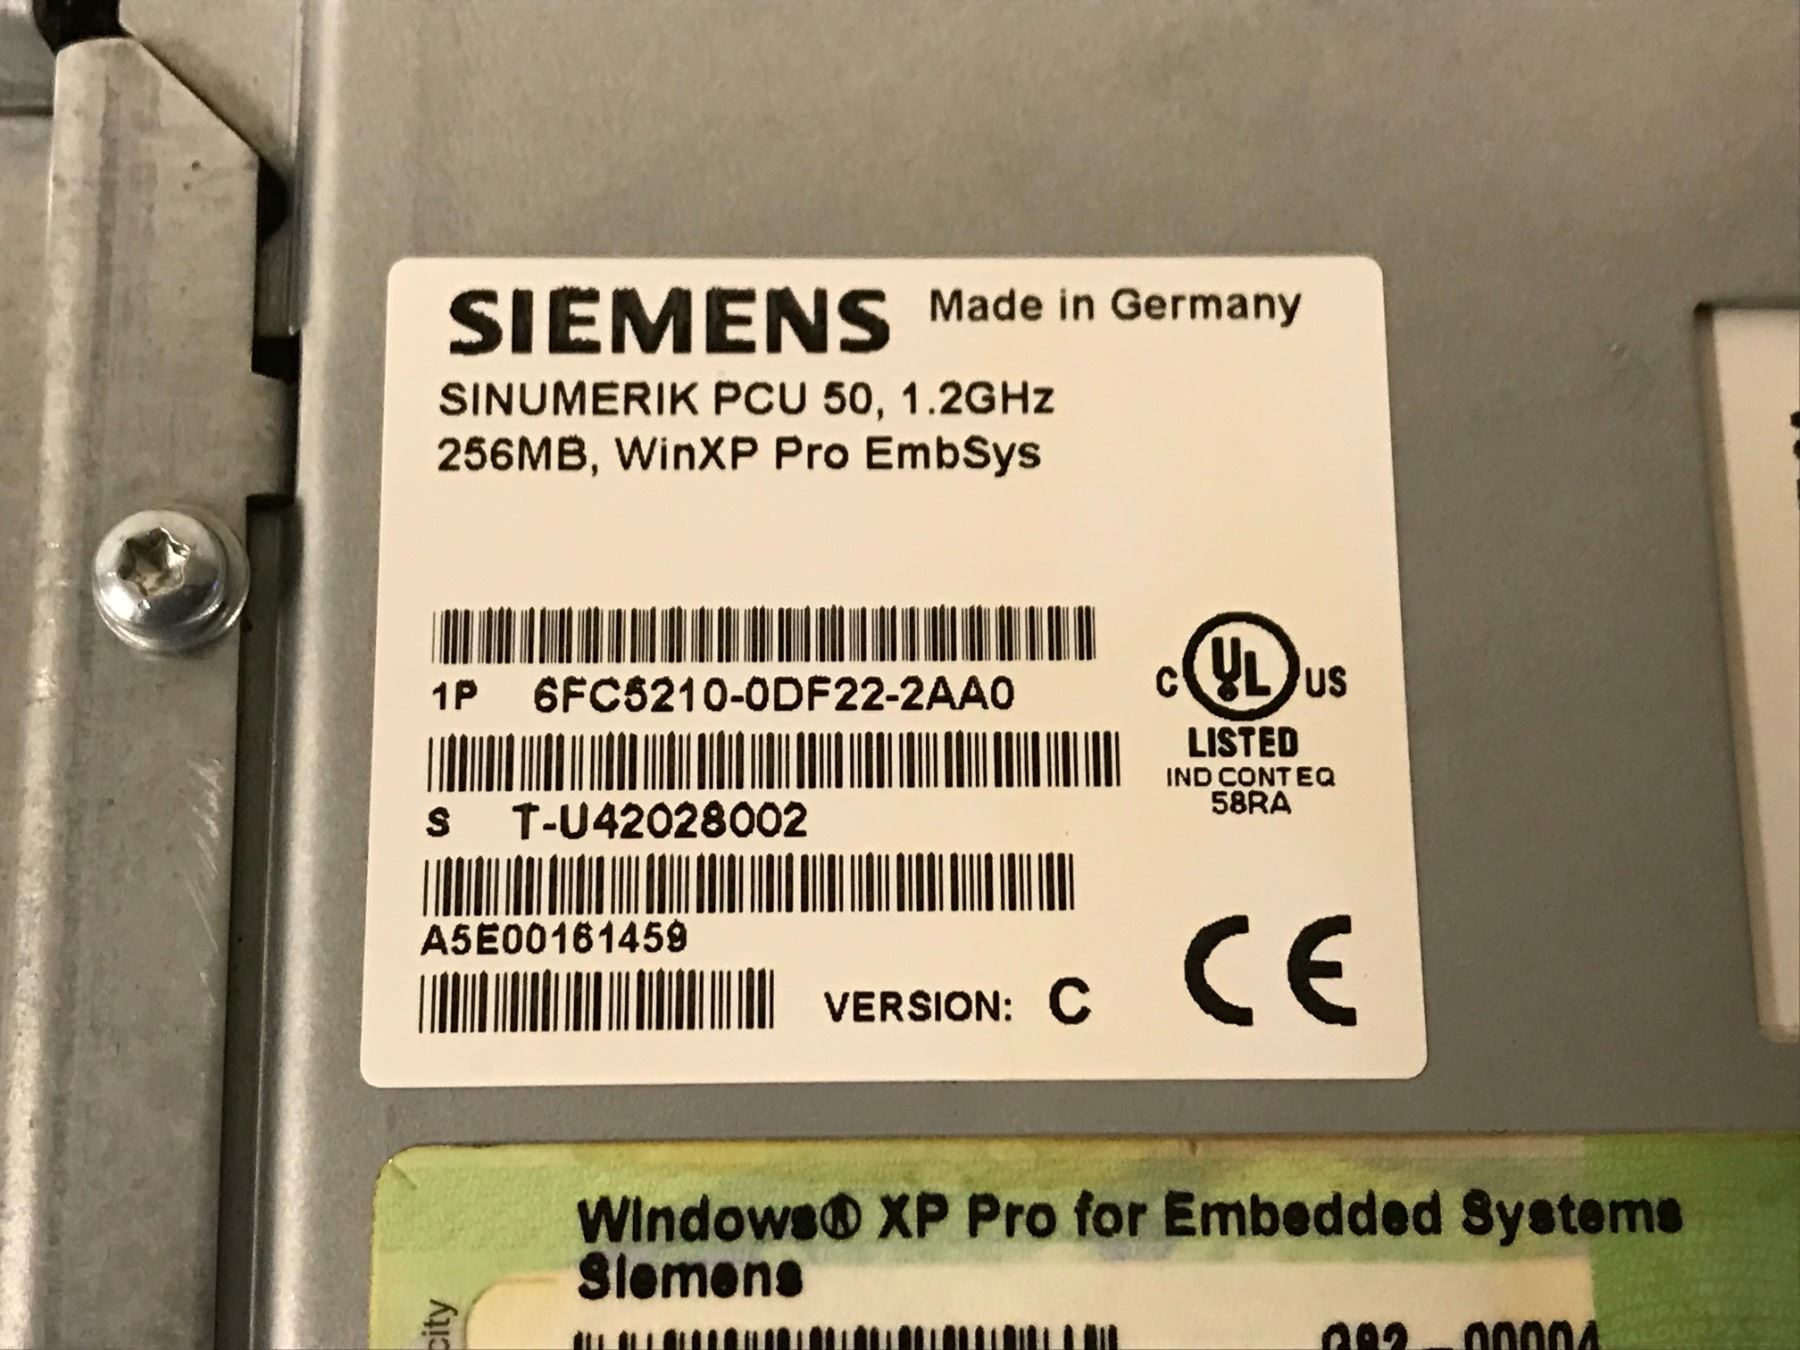 SIEMENS Made in Germany
SINUMERIK PCU 50, 1.2GHz
256MB, WinXP Pro EmbSys
1P 6FC5210-0DF22-2AA0
C UL US
LISTED
IND CONT EQ
58RA
S T-U42028002
A5E00161459
VERSION: C
CE
Windows® XP Pro for Embedded Systems
Siemens